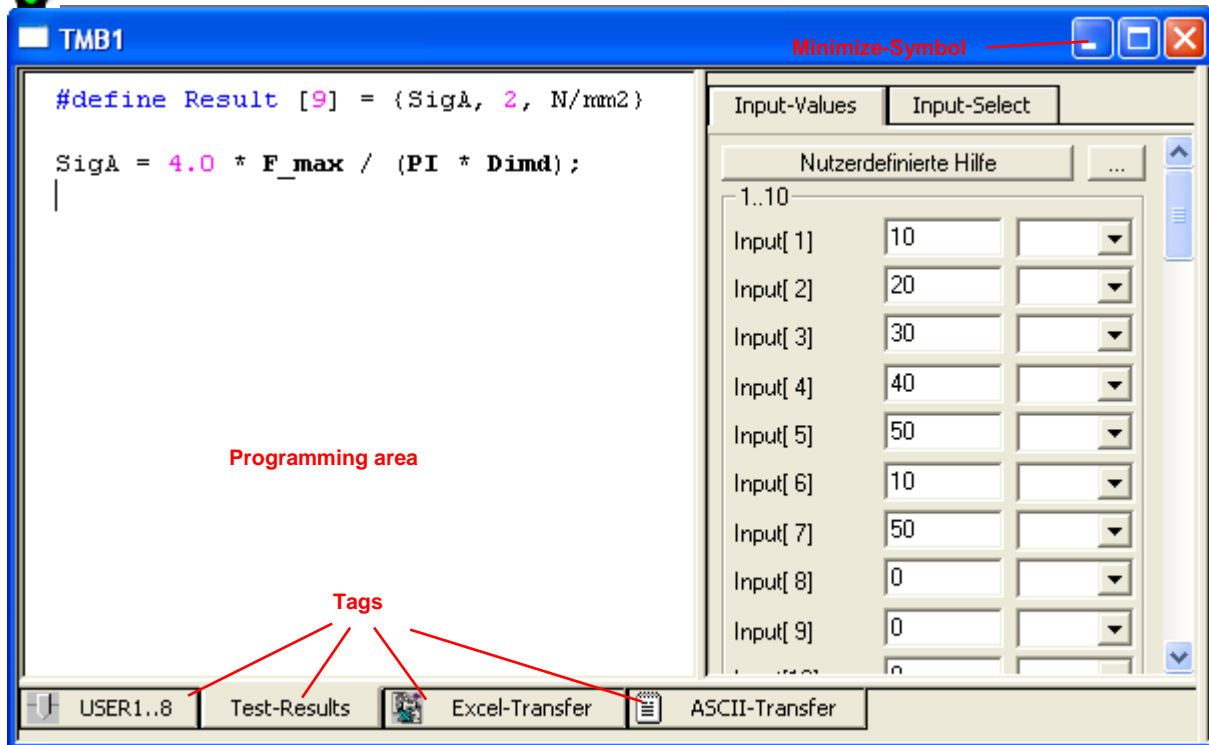 TMB1
Minimize-Symbol
#define Result [9] = {SigA, 2, N/mm2}
SigA = 4.0 * F_max / (PI * Dimd);
Programming area
Tags
Input-Values Input-Select
Nutzerdefinierte Hilfe ...
1..10
Input[ 1] 10
Input[ 2] 20
Input[ 3] 30
Input[ 4] 40
Input[ 5] 50
Input[ 6] 10
Input[ 7] 50
Input[ 8] 0
Input[ 9] 0
USER1..8 Test-Results Excel-Transfer ASCII-Transfer